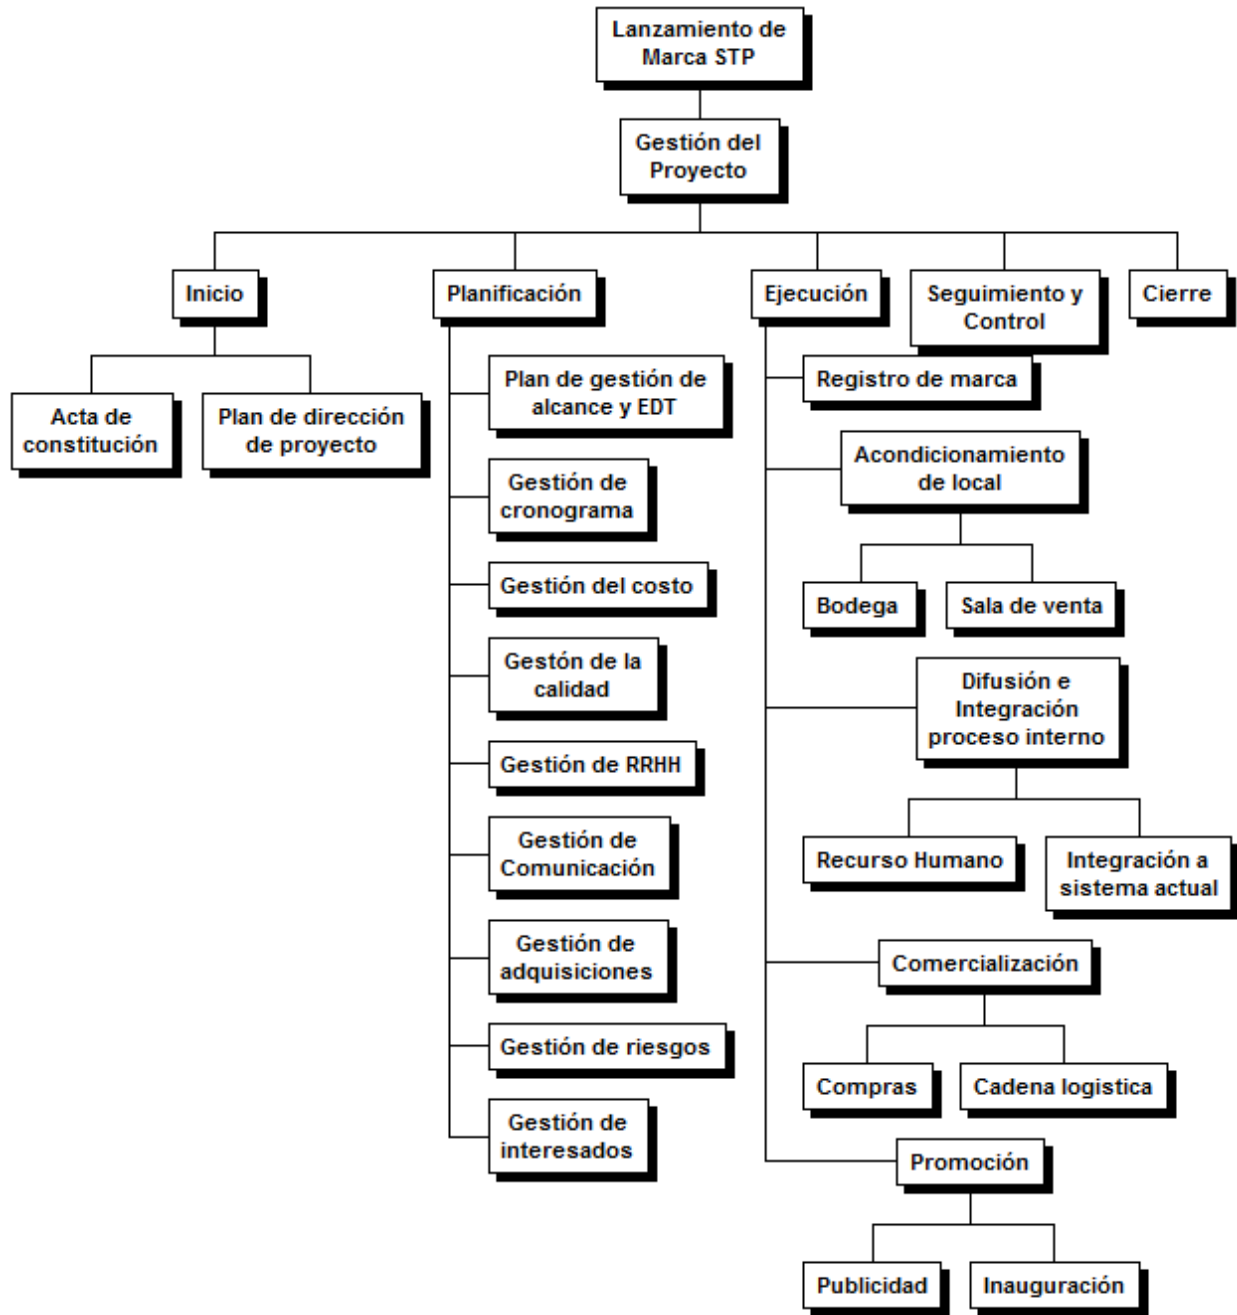 Lanzamiento de
Marca STP
Gestión del
Proyecto
Inicio
Planificación
Ejecución
Seguimiento y
Control
Cierre
Acta de
constitución
Plan de dirección
de proyecto
Plan de gestión de
alcance y EDT
Gestión de
cronograma
Gestión del costo
Gestón de la
calidad
Gestión de RRHH
Gestión de
Comunicación
Gestión de
adquisiciones
Gestión de riesgos
Gestión de
interesados
Registro de marca
Acondicionamiento
de local
Bodega
Sala de venta
Difusión e
Integración
proceso interno
Recurso Humano
Integración a
sistema actual
Comercialización
Compras
Cadena logistica
Promoción
Publicidad
Inauguración